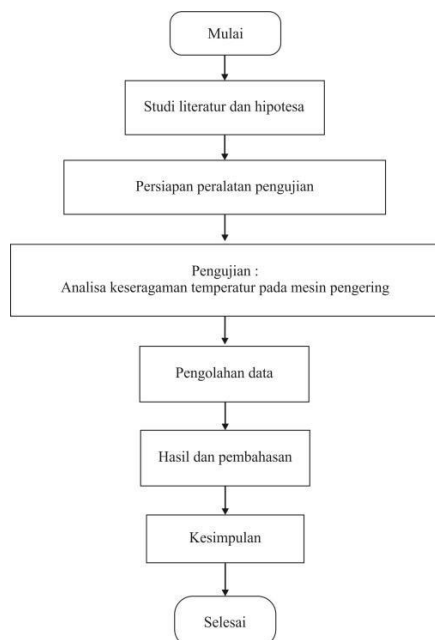 Mulai
Studi literatur dan hipotesa
Persiapan peralatan pengujian
Pengujian :
Analisa keseragaman temperatur pada mesin pengering
Pengolahan data
Hasil dan pembahasan
Kesimpulan
Selesai